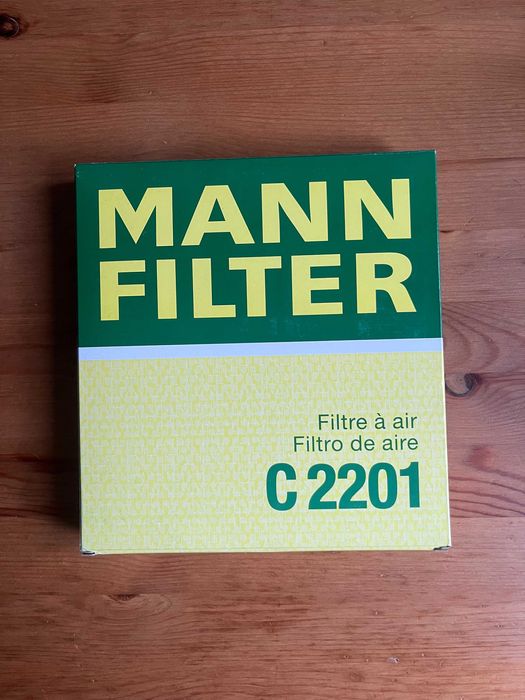 MANN
FILTER
Filtre à air
Filtro de aire
C 2201